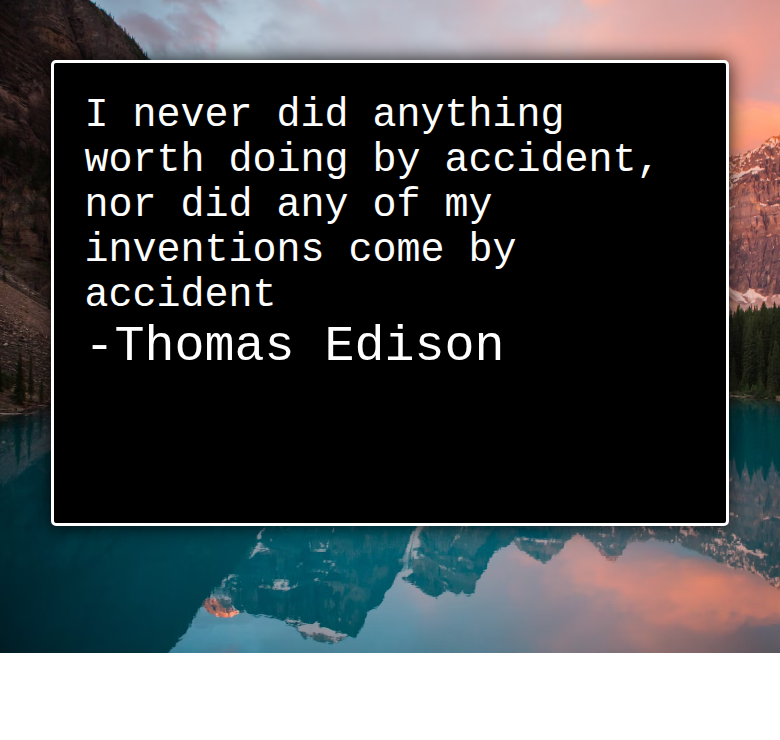 I never did anything
worth doing by accident,
nor did any of my
inventions come by
accident
-Thomas Edison